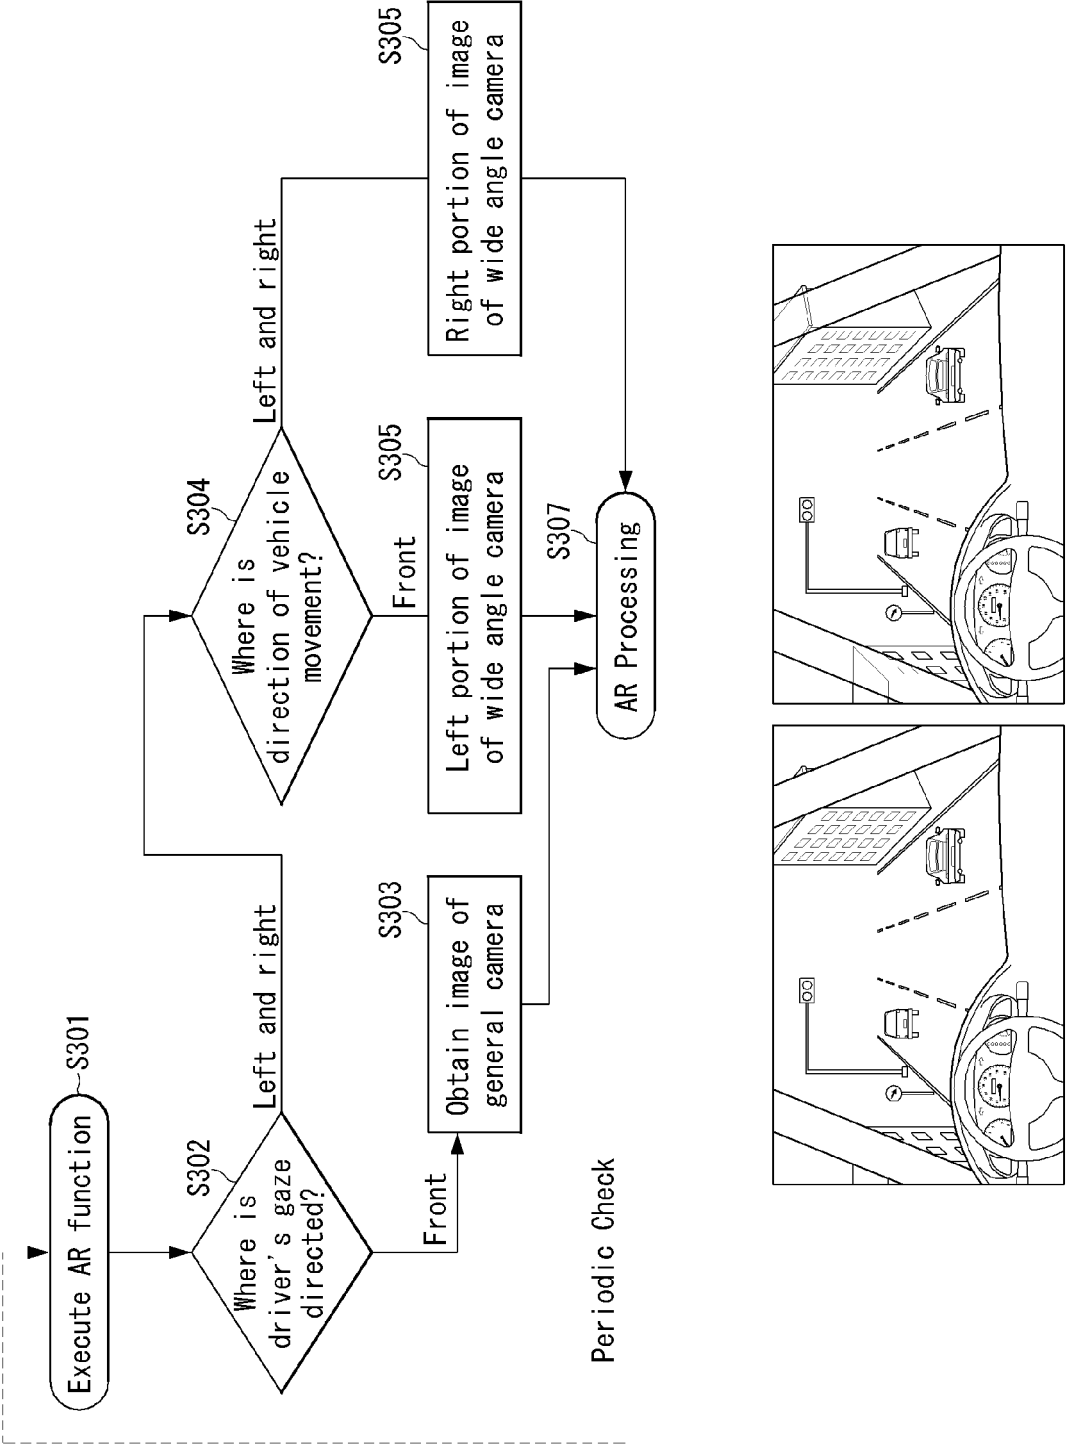 Execute AR function
S301
Where is
driver's gaze
directed?
S302
Left and right
Front
Obtain image of
general camera
S303
Where is
direction of vehicle
movement?
S304
Left and right
Front
Left portion of image
of wide angle camera
S305
Right portion of image
of wide angle camera
S305
AR Processing
S307
Periodic Check